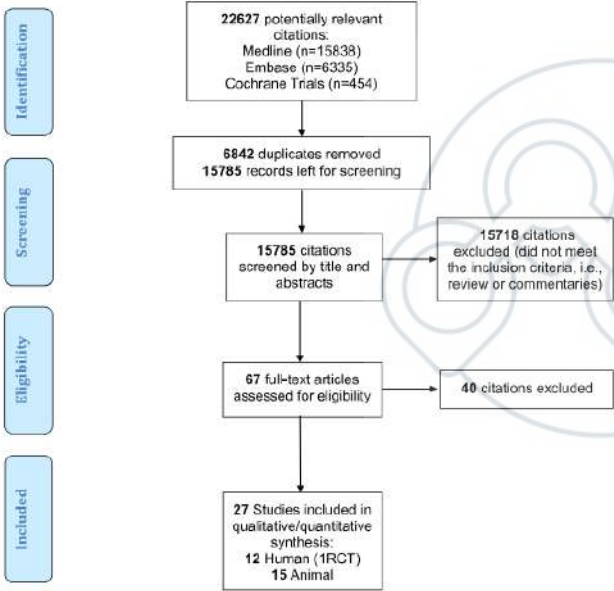 Identification
22627 potentially relevant
citations:
Medline (n=15838)
Embase (n=6335)
Cochrane Trials (n=454)
6842 duplicates removed
15785 records left for screening
Screening
15785 citations
screened by title and
abstracts
15718 citations
excluded (did not meet
the inclusion criteria, i.e.,
review or commentaries)
Eligibility
67 full-text articles
assessed for eligibility
40 citations excluded
Included
27 Studies included in
qualitative/quantitative
synthesis:
12 Human (1RCT)
15 Animal